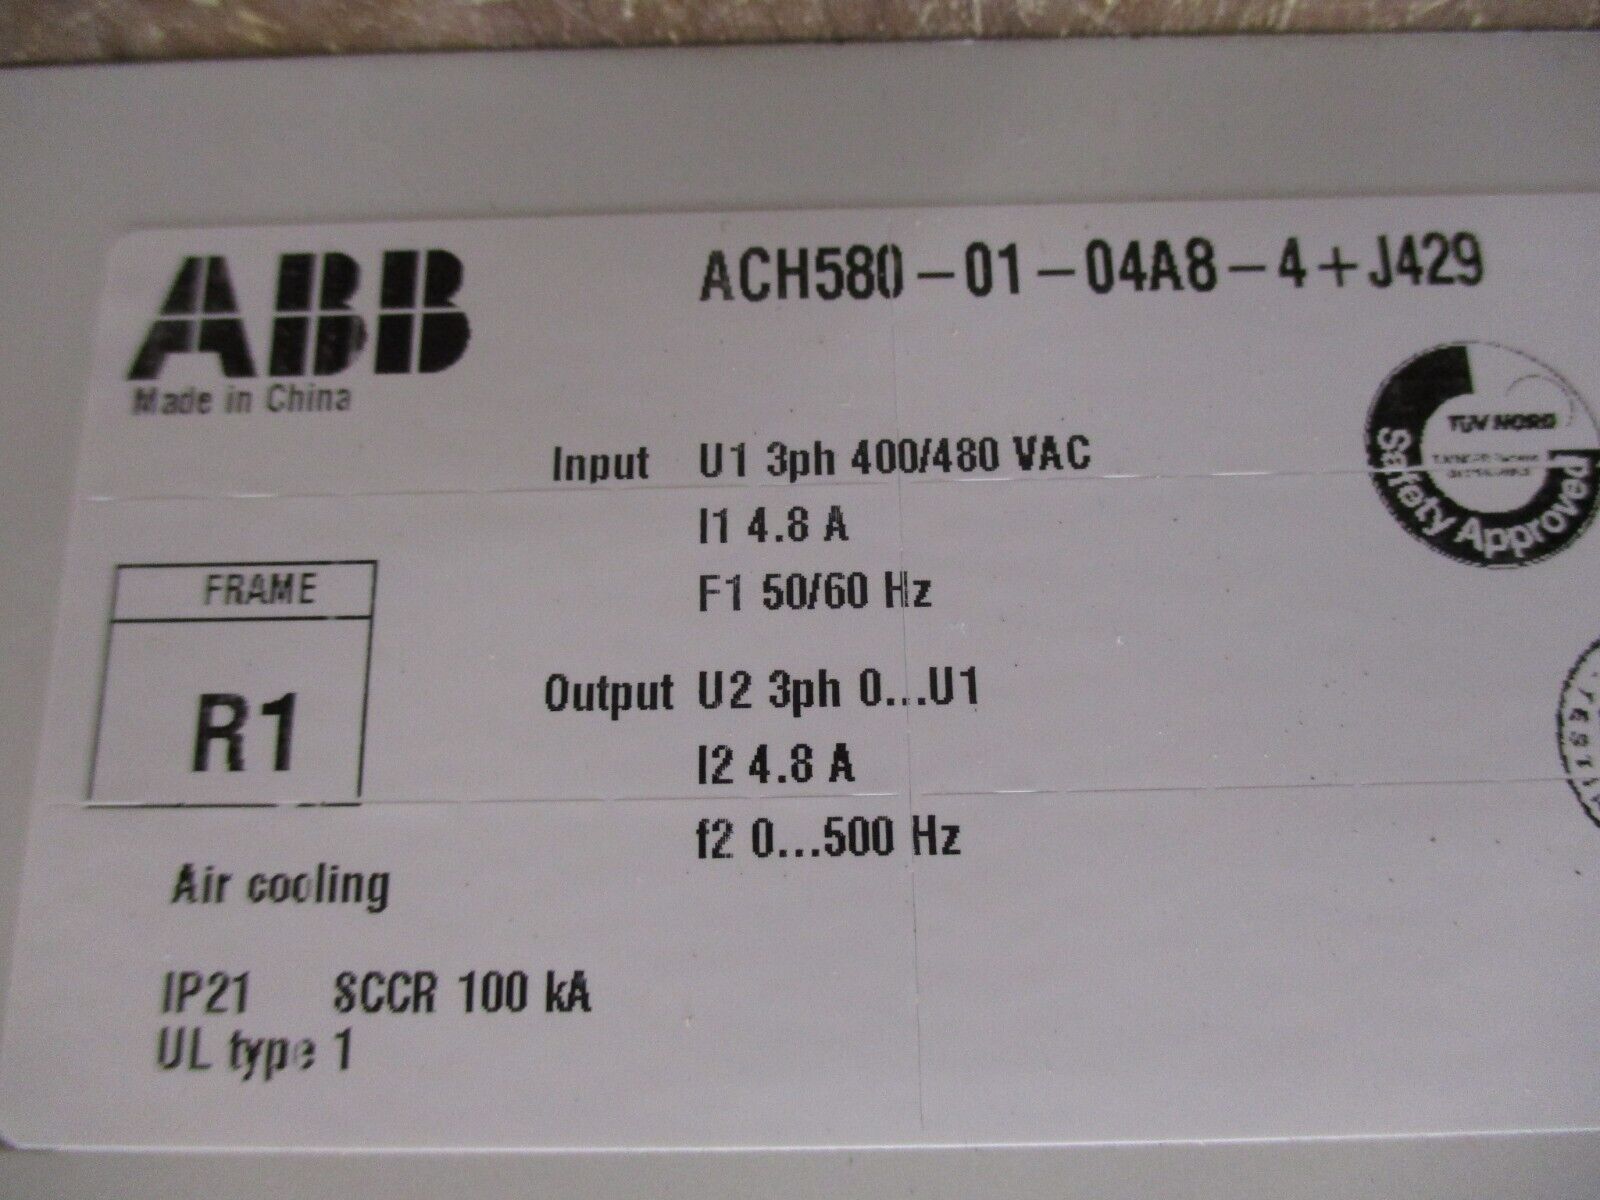 ABB
ACH580-01-04A8-4+J429
Made in China
TÜV NORD
Safety Approved
Input U1 3ph 400/480 VAC
I1 4.8 A
F1 50/60 Hz
FRAME
R1
Output U2 3ph 0...U1
I2 4.8 A
f2 0...500 Hz
Air cooling
IP21 SCCR 100 kA
UL type 1